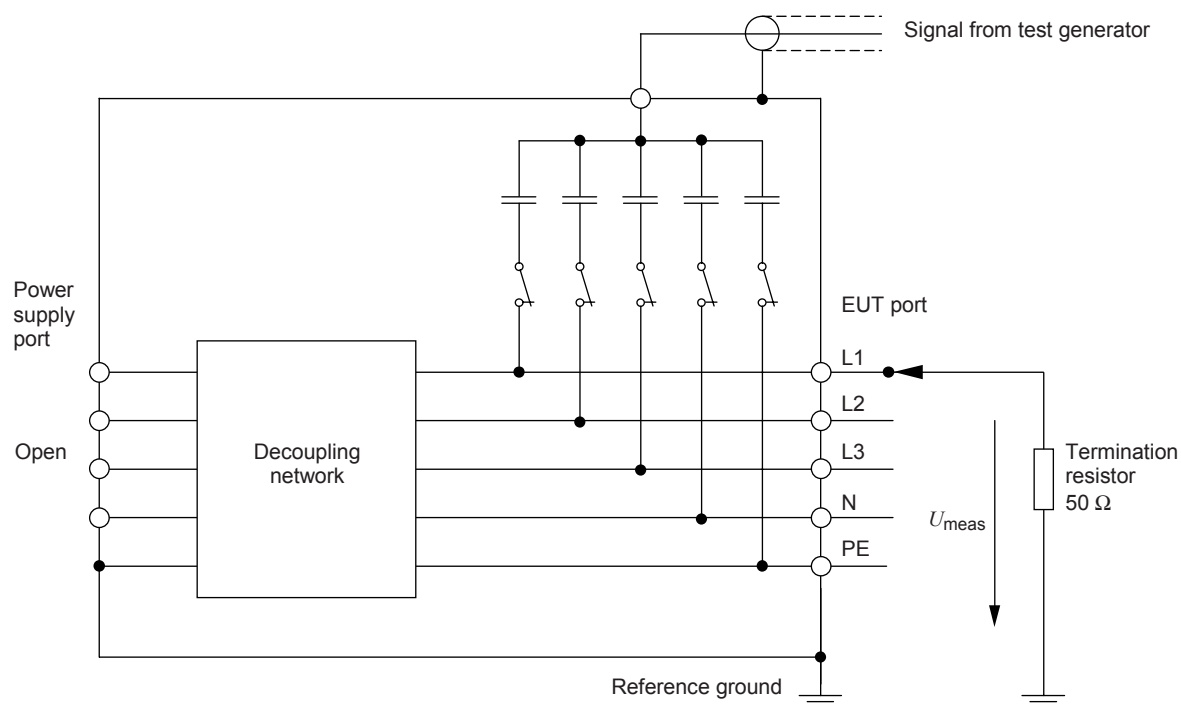 Signal from test generator
Power
supply
port
EUT port
L1
L2
Open
Decoupling
network
L3
Termination
resistor
50 Ω
N
Umeas
PE
Reference ground